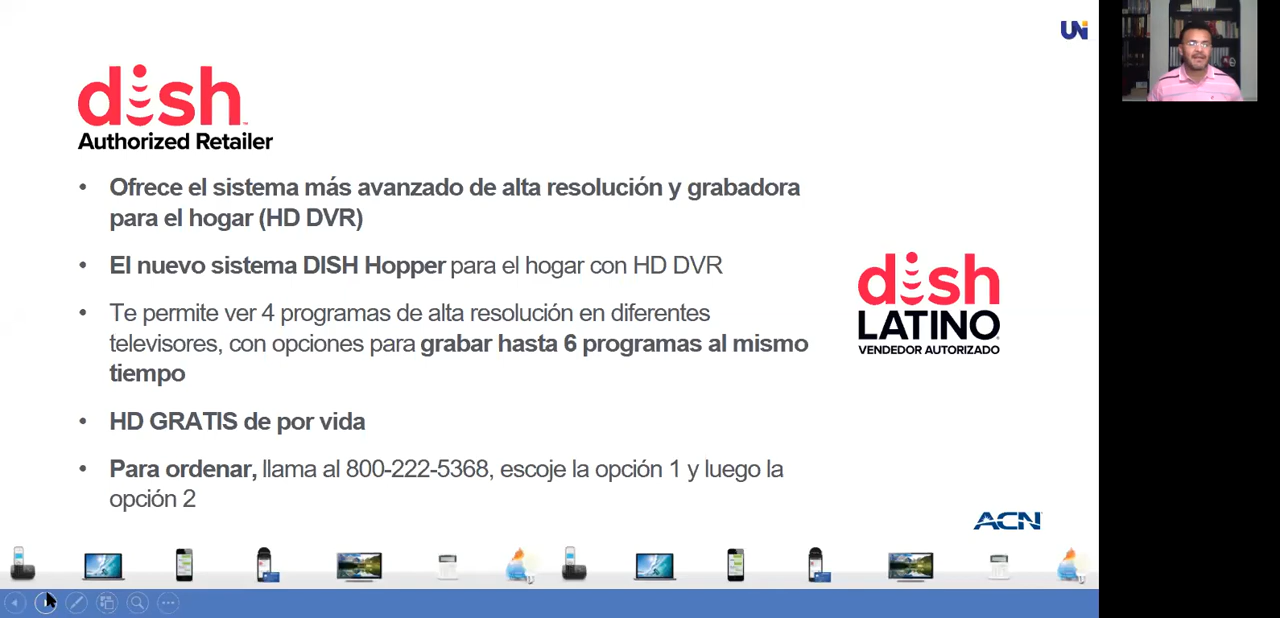 UNi
dish
Authorized Retailer
• Ofrece el sistema más avanzado de alta resolución y grabadora
para el hogar (HD DVR)
• El nuevo sistema DISH Hopper para el hogar con HD DVR
• Te permite ver 4 programas de alta resolución en diferentes
televisores, con opciones para grabar hasta 6 programas al mismo
tiempo
• HD GRATIS de por vida
• Para ordenar, llama al 800-222-5368, escoje la opción 1 y luego la
opción 2
dish
LATINO
VENDEDOR AUTORIZADO
ACN